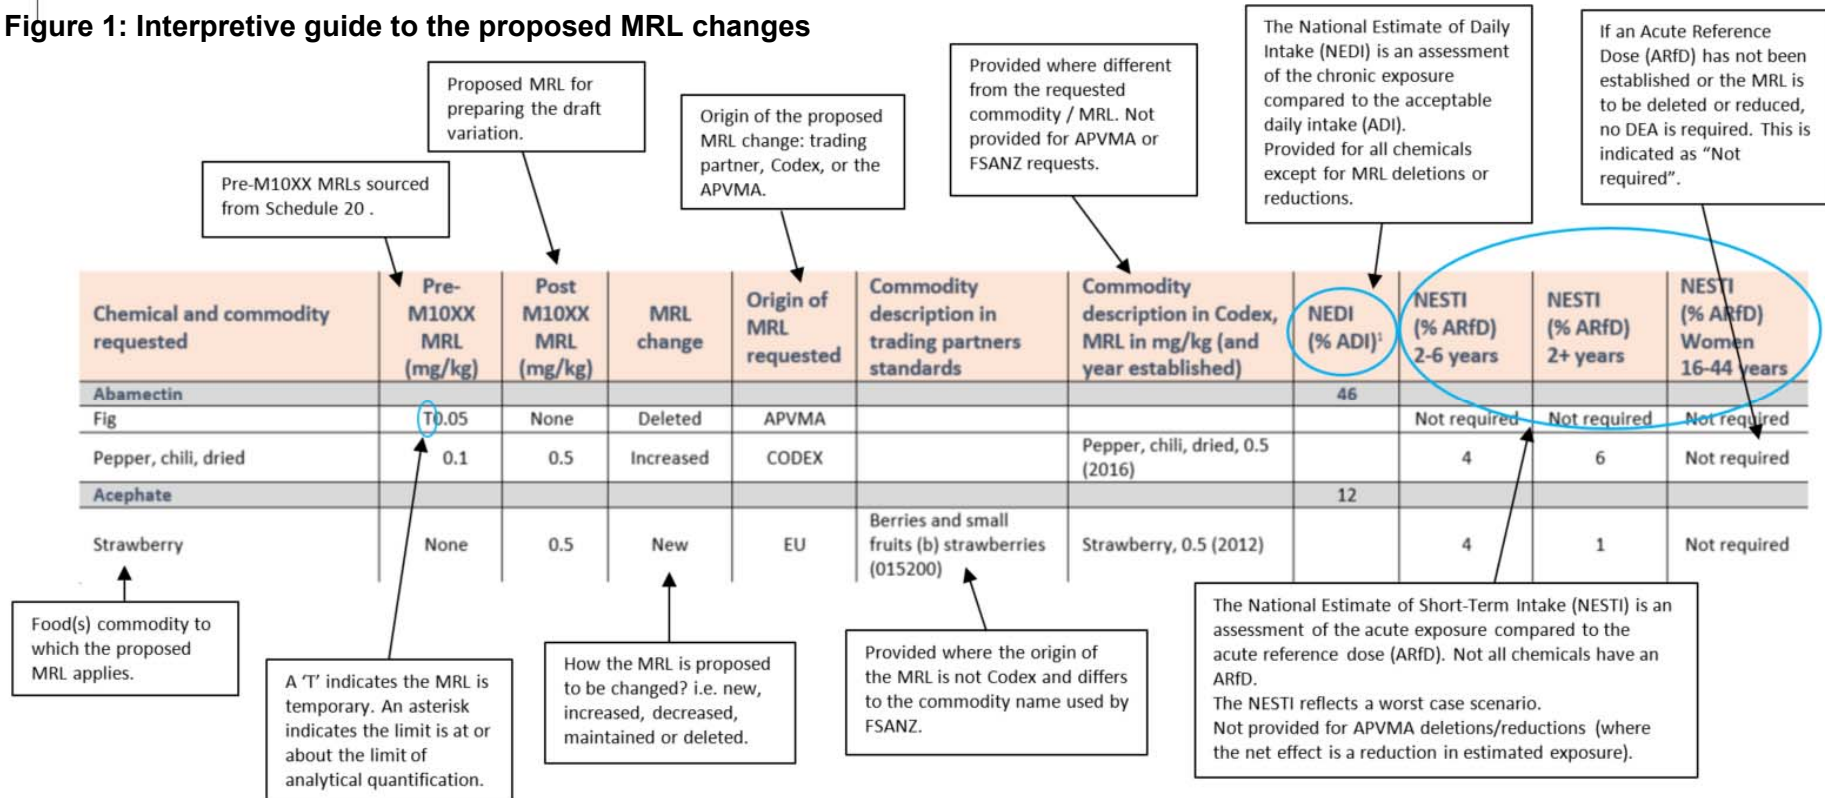 Figure 1: Interpretive guide to the proposed MRL changes
Pre-M10XX MRLs sourced
from Schedule 20 .
Proposed MRL for
preparing the draft
variation.
Origin of the proposed
MRL change: trading
partner, Codex, or the
APVMA.
Provided where different
from the requested
commodity / MRL. Not
provided for APVMA or
FSANZ requests.
The National Estimate of Daily
Intake (NEDI) is an assessment
of the chronic exposure
compared to the acceptable
daily intake (ADI).
Provided for all chemicals
except for MRL deletions or
reductions.
If an Acute Reference
Dose (ARfD) has not been
established or the MRL is
to be deleted or reduced,
no DEA is required. This is
indicated as “Not
required”.
Chemical and commodity
requested
Pre-
M10XX
MRL
(mg/kg)
Post
M10XX
MRL
(mg/kg)
MRL
change
Origin of
MRL
requested
Commodity
description in
trading partners
standards
Commodity
description in Codex,
MRL in mg/kg (and
year established)
NEDI
(% ADI)¹
NESTI
(% ARfD)
2-6 years
NESTI
(% ARfD)
2+ years
NESTI
(% ARfD)
Women
16-44 years
Abamectin 46
Fig T0.05 None Deleted APVMA Not required Not required Not required
Pepper, chili, dried 0.1 0.5 Increased CODEX Pepper, chili, dried, 0.5
(2016) 4 6 Not required
Acephate 12
Strawberry None 0.5 New EU Berries and small
fruits (b) strawberries
(015200) Strawberry, 0.5 (2012) 4 1 Not required
Food(s) commodity to
which the proposed
MRL applies.
A ‘T’ indicates the MRL is
temporary. An asterisk
indicates the limit is at or
about the limit of
analytical quantification.
How the MRL is proposed
to be changed? i.e. new,
increased, decreased,
maintained or deleted.
Provided where the origin of
the MRL is not Codex and differs
to the commodity name used by
FSANZ.
The National Estimate of Short-Term Intake (NESTI) is an
assessment of the acute exposure compared to the
acute reference dose (ARfD). Not all chemicals have an
ARfD.
The NESTI reflects a worst case scenario.
Not provided for APVMA deletions/reductions (where
the net effect is a reduction in estimated exposure).